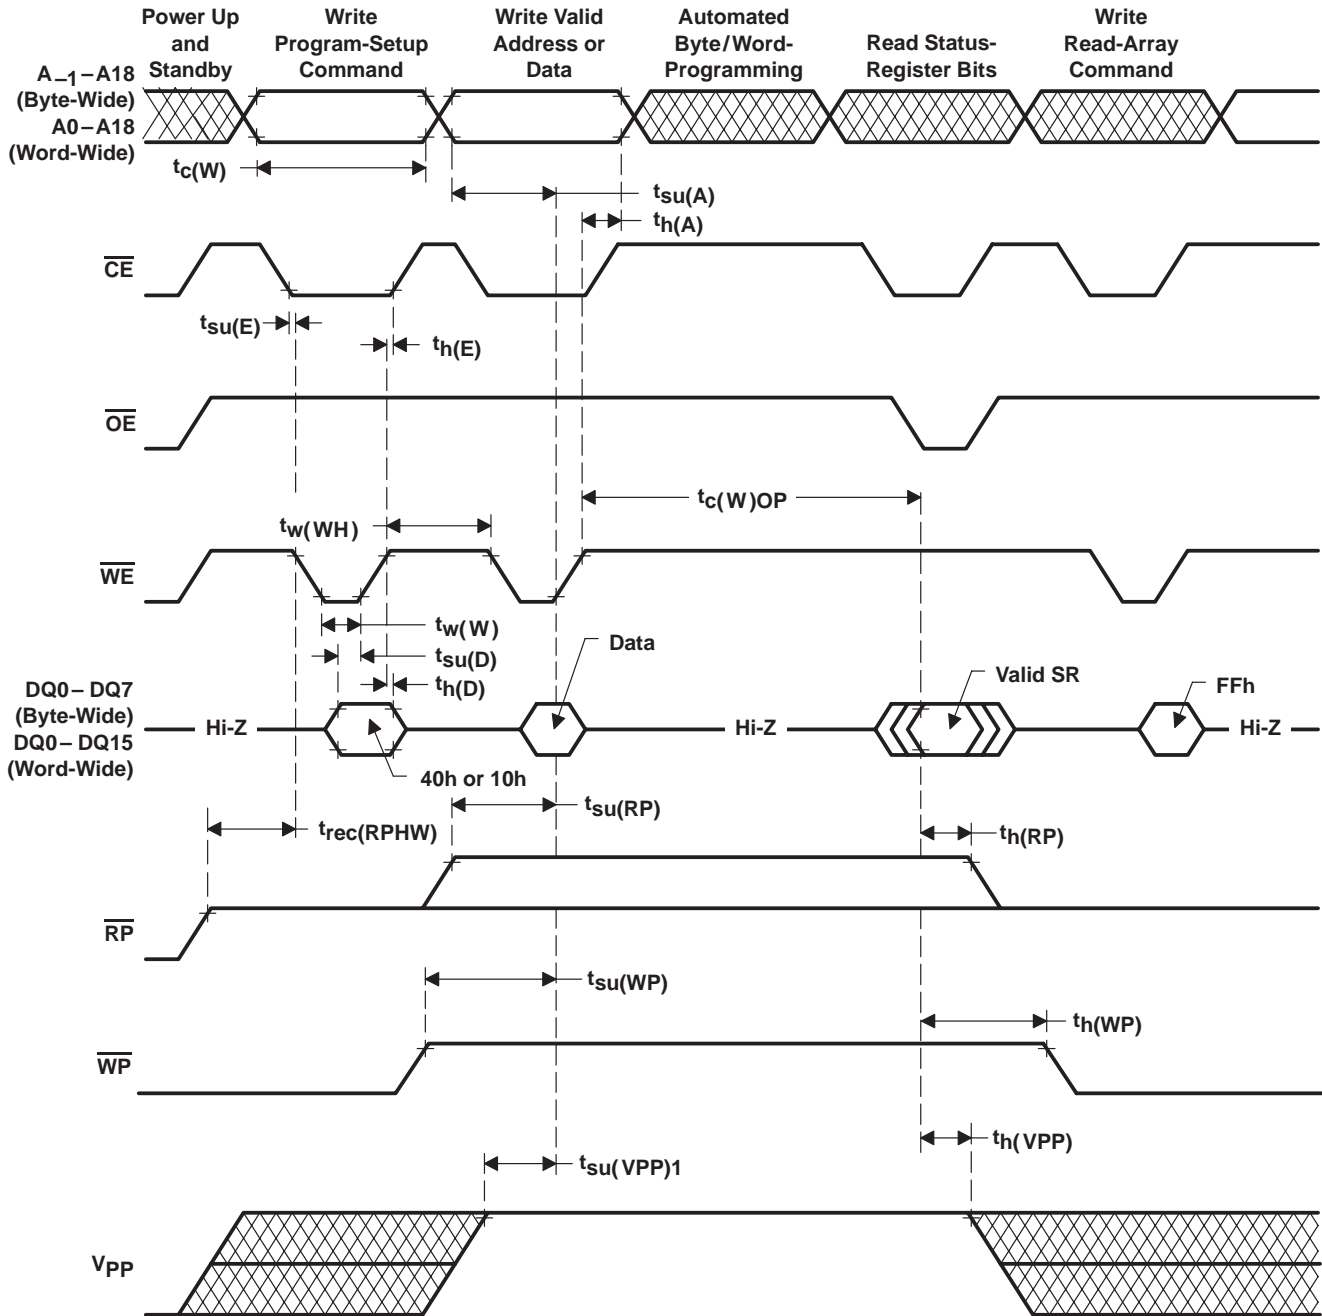 Power Up
and
Standby
Write
Program-Setup
Command
Write Valid
Address or
Data
Automated
Byte/Word-
Programming
Read Status-
Register Bits
Write
Read-Array
Command
A–1–A18
(Byte-Wide)
A0–A18
(Word-Wide)
tc(W)
tsu(A)
th(A)
CE
tsu(E)
th(E)
OE
tc(W)OP
tw(WH)
WE
tw(W)
tsu(D)
th(D)
Data
Valid SR
FFh
DQ0–DQ7
(Byte-Wide)
DQ0–DQ15
(Word-Wide)
Hi-Z
Hi-Z
Hi-Z
40h or 10h
tsu(RP)
trec(RPHW)
th(RP)
RP
tsu(WP)
th(WP)
WP
th(VPP)
tsu(VPP)1
VPP